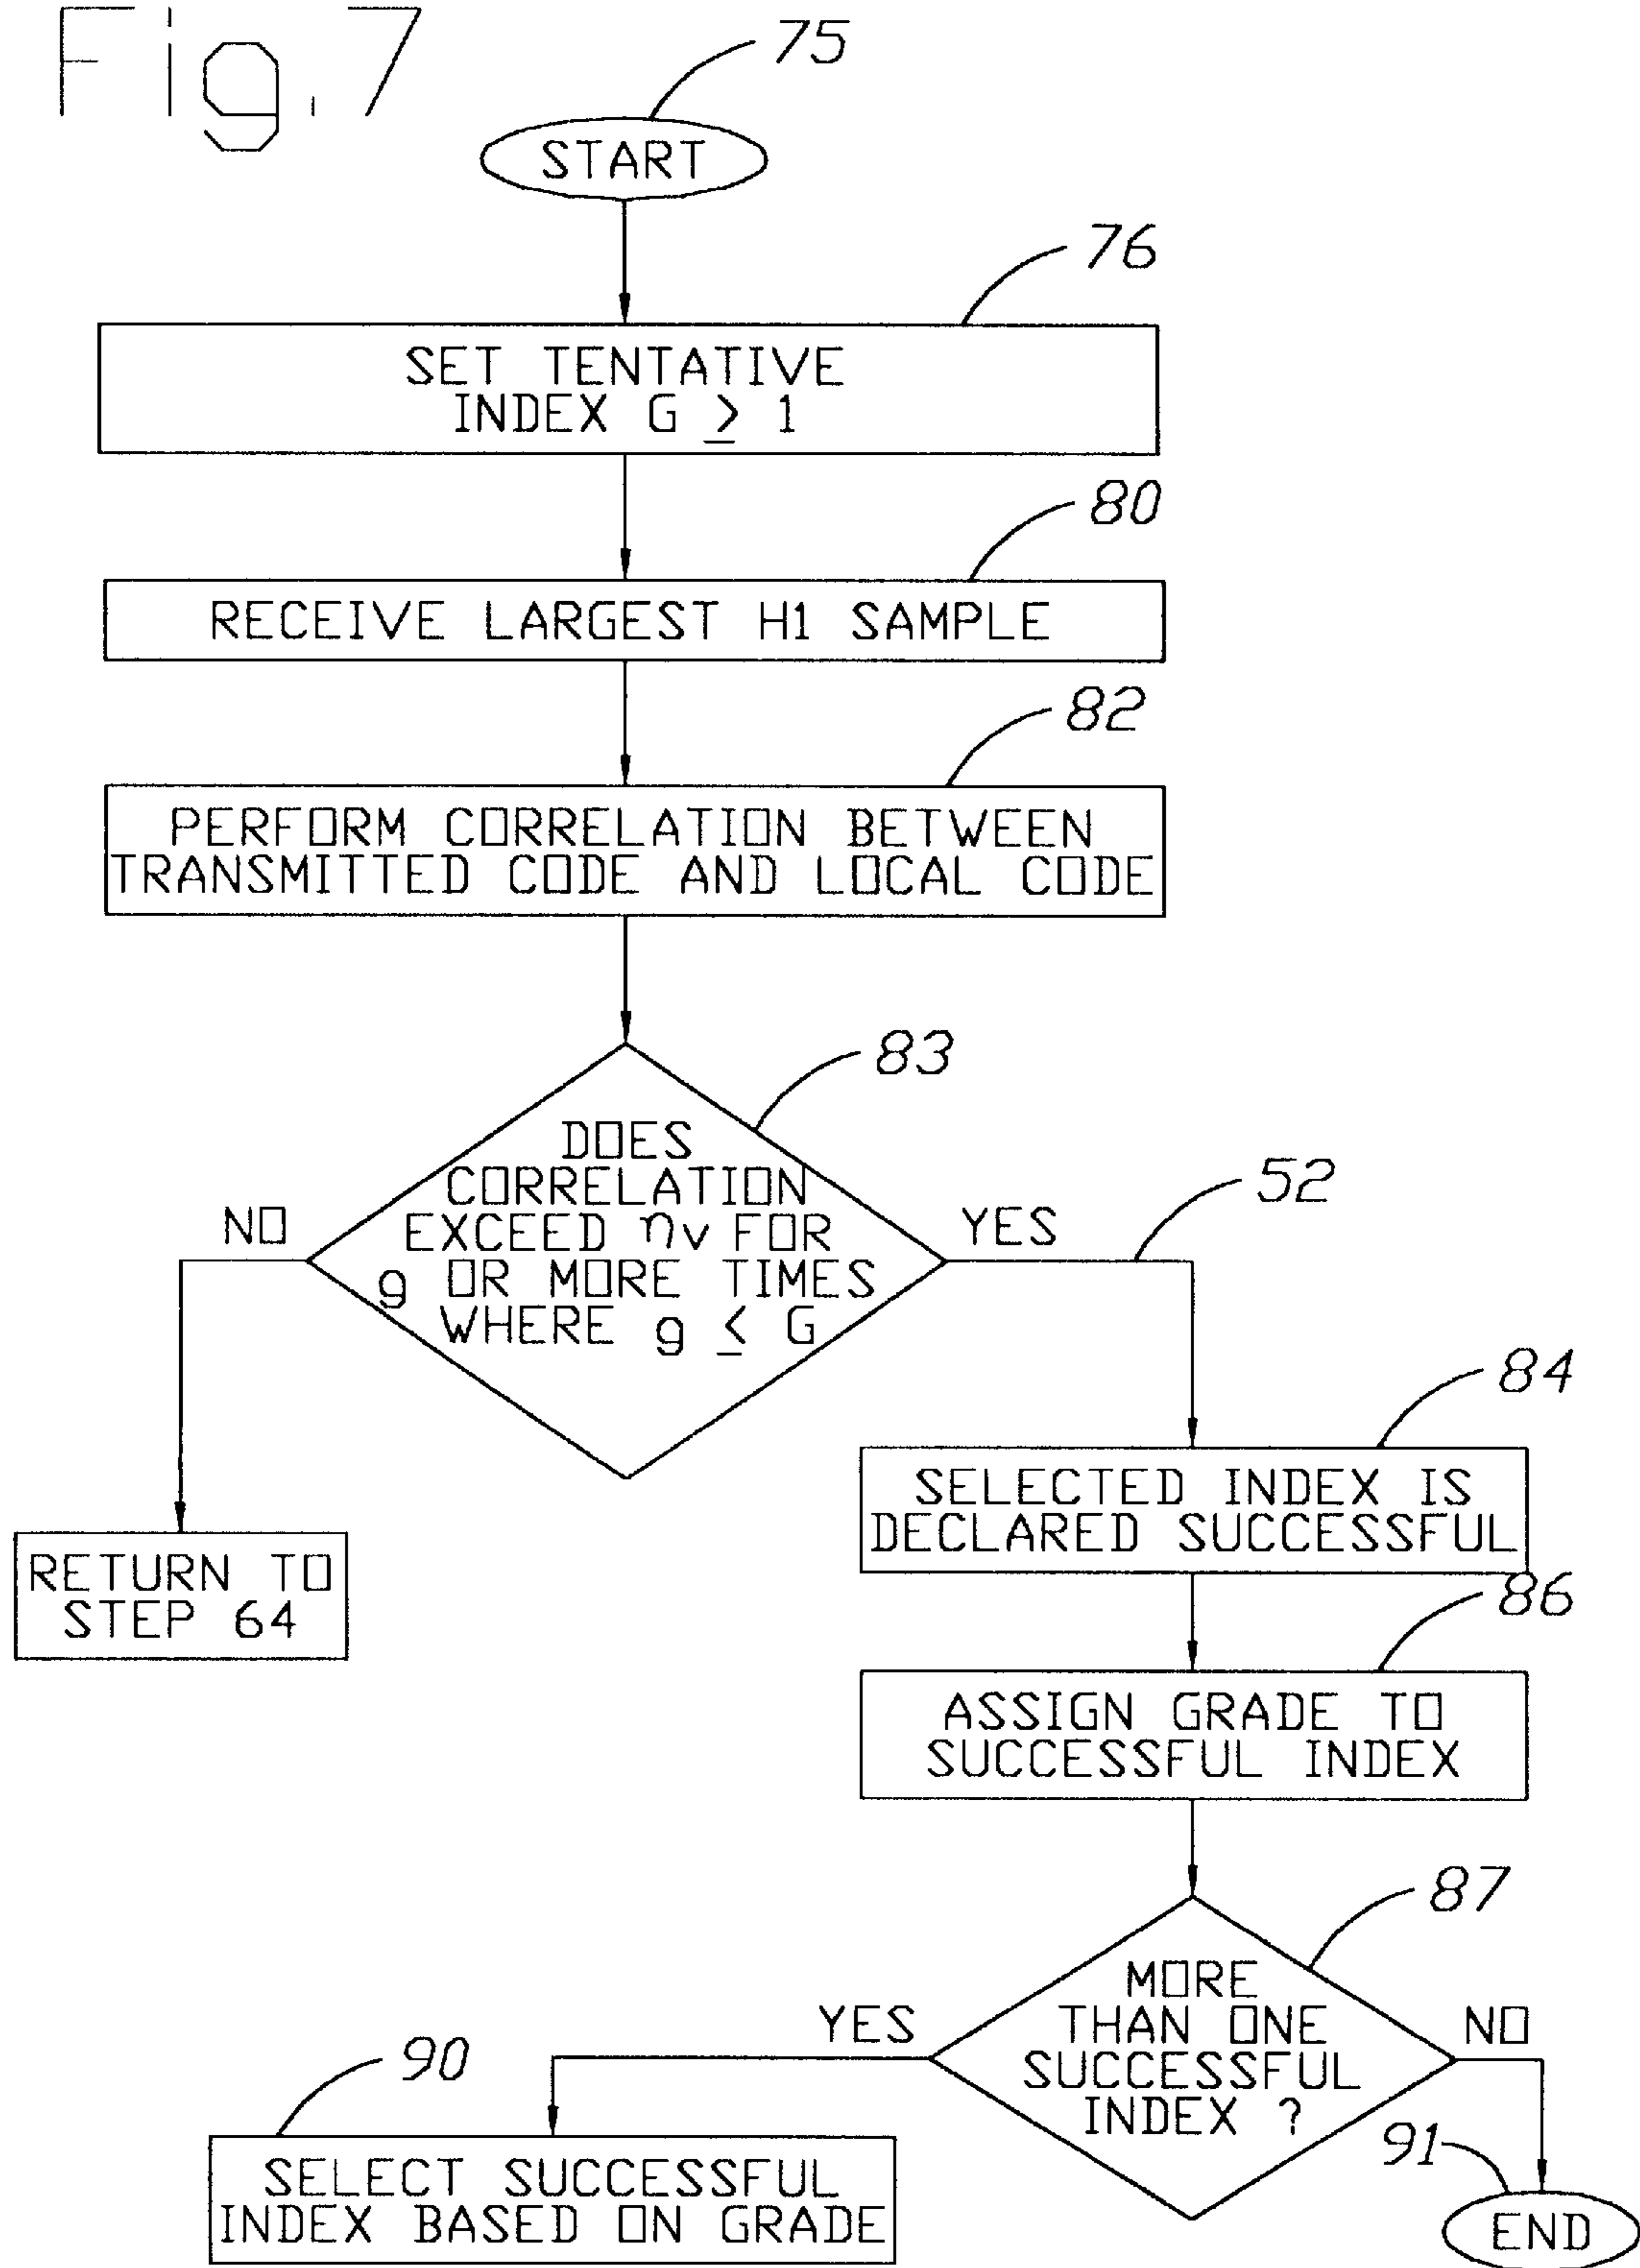 Fig.7
75
START
76
SET TENTATIVE
INDEX G ≥ 1
80
RECEIVE LARGEST H1 SAMPLE
82
PERFORM CORRELATION BETWEEN
TRANSMITTED CODE AND LOCAL CODE
83
DOES
CORRELATION
EXCEED ηv FOR
g OR MORE TIMES
WHERE g ≤ G
NO
YES
52
RETURN TO
STEP 64
84
SELECTED INDEX IS
DECLARED SUCCESSFUL
86
ASSIGN GRADE TO
SUCCESSFUL INDEX
87
MORE
THAN ONE
SUCCESSFUL
INDEX ?
YES
NO
90
SELECT SUCCESSFUL
INDEX BASED ON GRADE
91
END